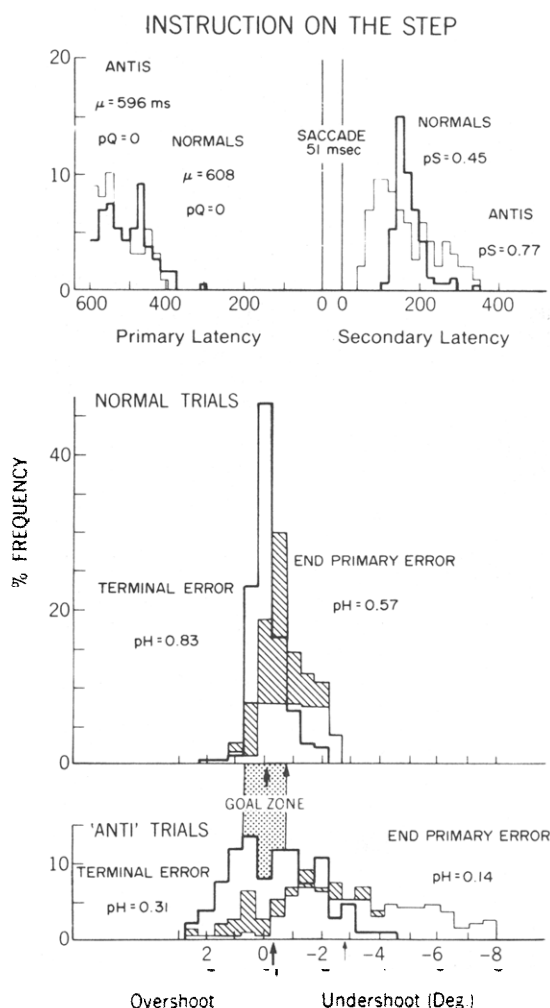 INSTRUCTION ON THE STEP
20
10
0
ANTIS
μ=596 ms
pQ=0
NORMALS
μ=608
pQ=0
SACCADE
51 msec
NORMALS
pS=0.45
ANTIS
pS=0.77
600 400 200 0 0 200 400
Primary Latency Secondary Latency
% FREQUENCY
NORMAL TRIALS
40
20
0
TERMINAL ERROR
pH=0.83
END PRIMARY ERROR
pH=0.57
GOAL ZONE
'ANTI' TRIALS
10
0
TERMINAL ERROR
pH=0.31
END PRIMARY ERROR
pH=0.14
2 0 -2 -4 -6 -8
Overshoot Undershoot (Deg.)